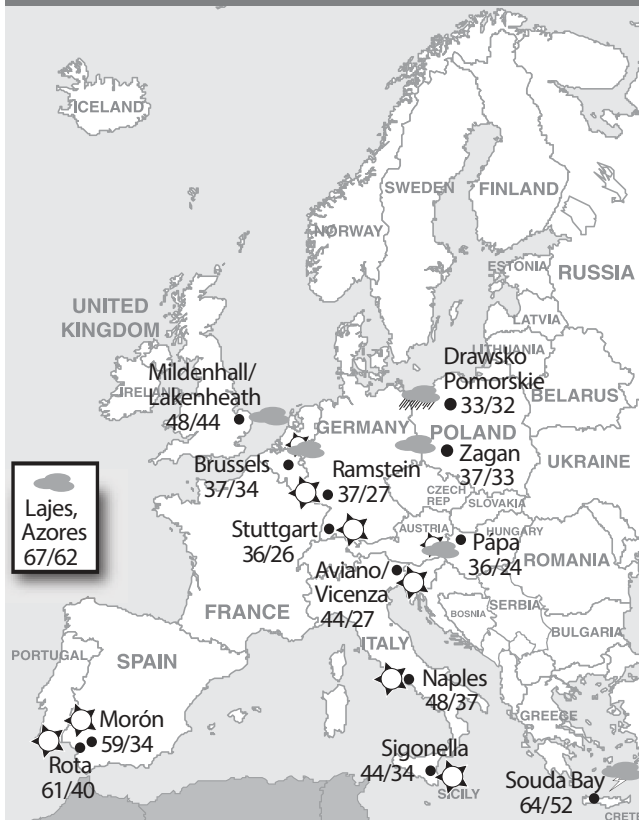 ICELAND
SWEDEN
FINLAND
NORWAY
ESTONIA
RUSSIA
LATVIA
LITHUANIA
UNITED
KINGDOM
IRELAND
Mildenhall/
Lakenheath
48/44
Drawsko
Pomorskie
33/32
BELARUS
GERMANY
POLAND
Zagan
37/33
UKRAINE
Brussels
37/34
Ramstein
37/27
CZECH
REP
SLOVAKIA
Lajes,
Azores
67/62
Stuttgart
36/26
AUSTRIA
HUNGARY
Pápa
36/24
ROMANIA
Aviano/
Vicenza
44/27
FRANCE
BOSNIA
SERBIA
BULGARIA
ITALY
PORTUGAL
SPAIN
Naples
48/37
GREECE
Morón
59/34
Rota
61/40
Sigonella
44/34
SICILY
Souda Bay
64/52
CRETE